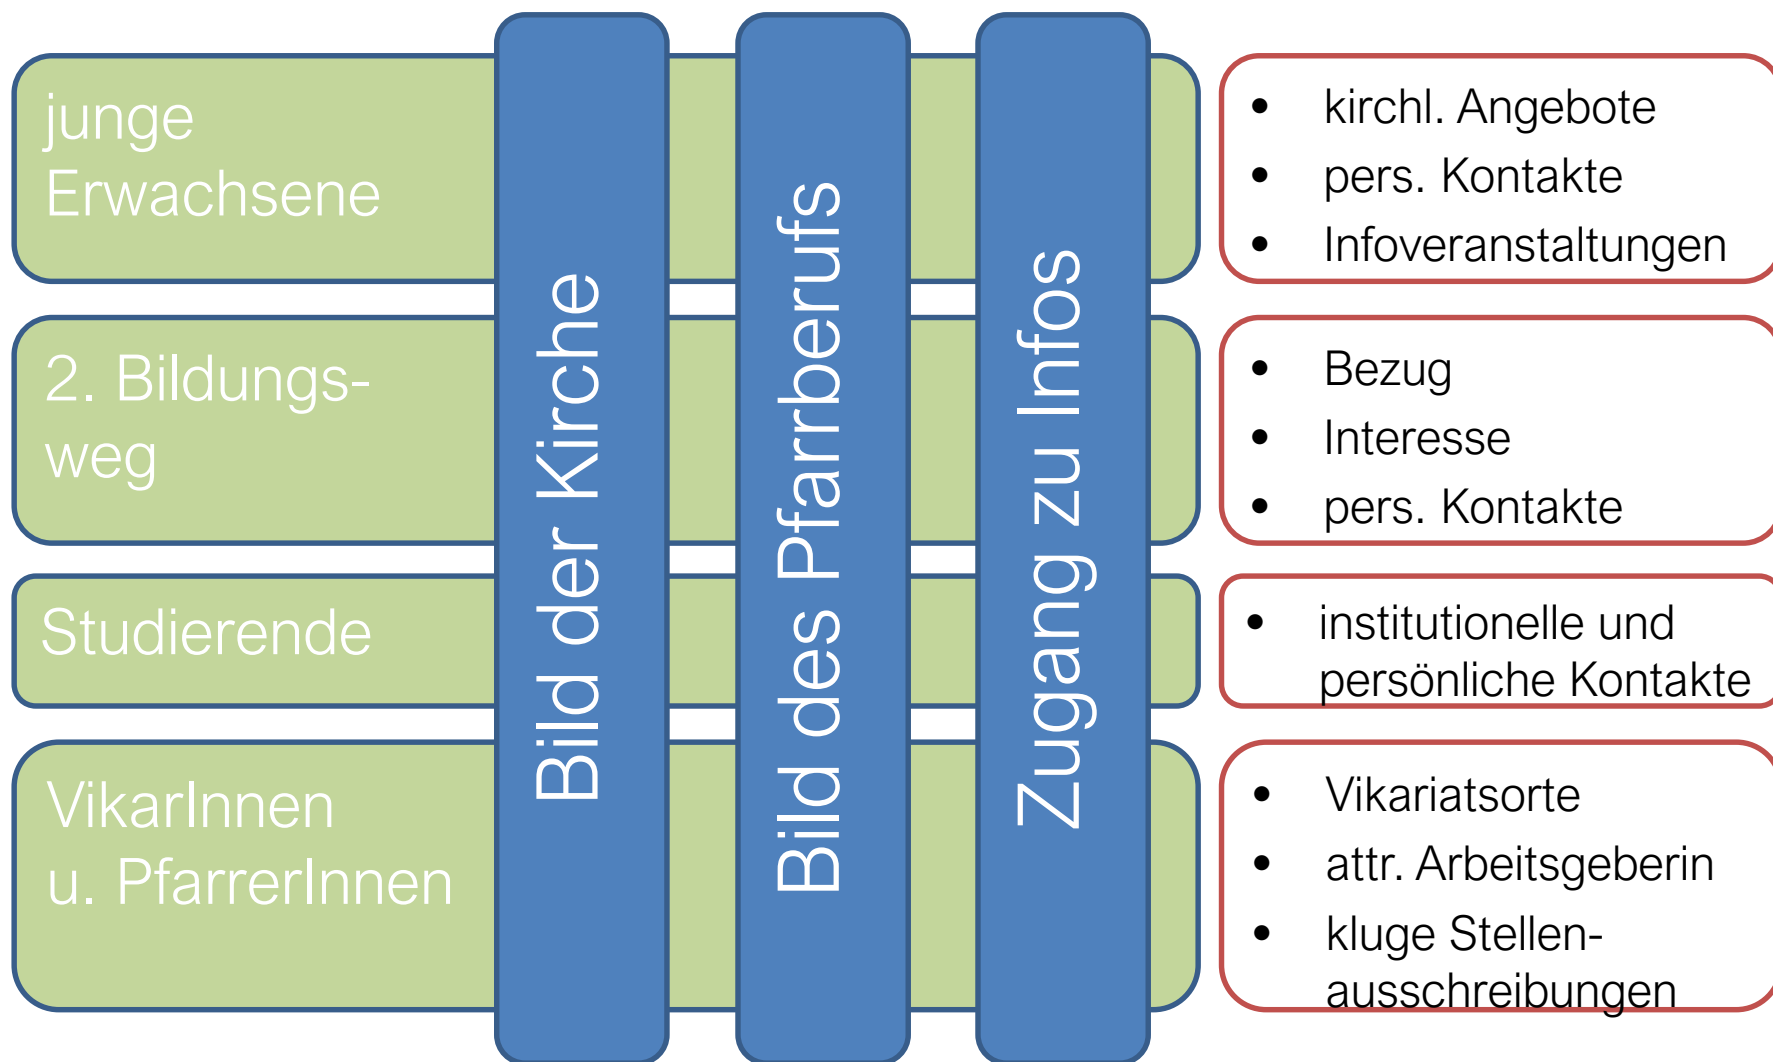 junge
Erwachsene
2. Bildungs-
weg
Studierende
VikarInnen
u. PfarrerInnen
Bild der Kirche
Bild des Pfarrberufs
Zugang zu Infos
• kirchl. Angebote
• pers. Kontakte
• Infoveranstaltungen
• Bezug
• Interesse
• pers. Kontakte
• institutionelle und
persönliche Kontakte
• Vikariatsorte
• attr. Arbeitsgeberin
• kluge Stellen-
ausschreibungen